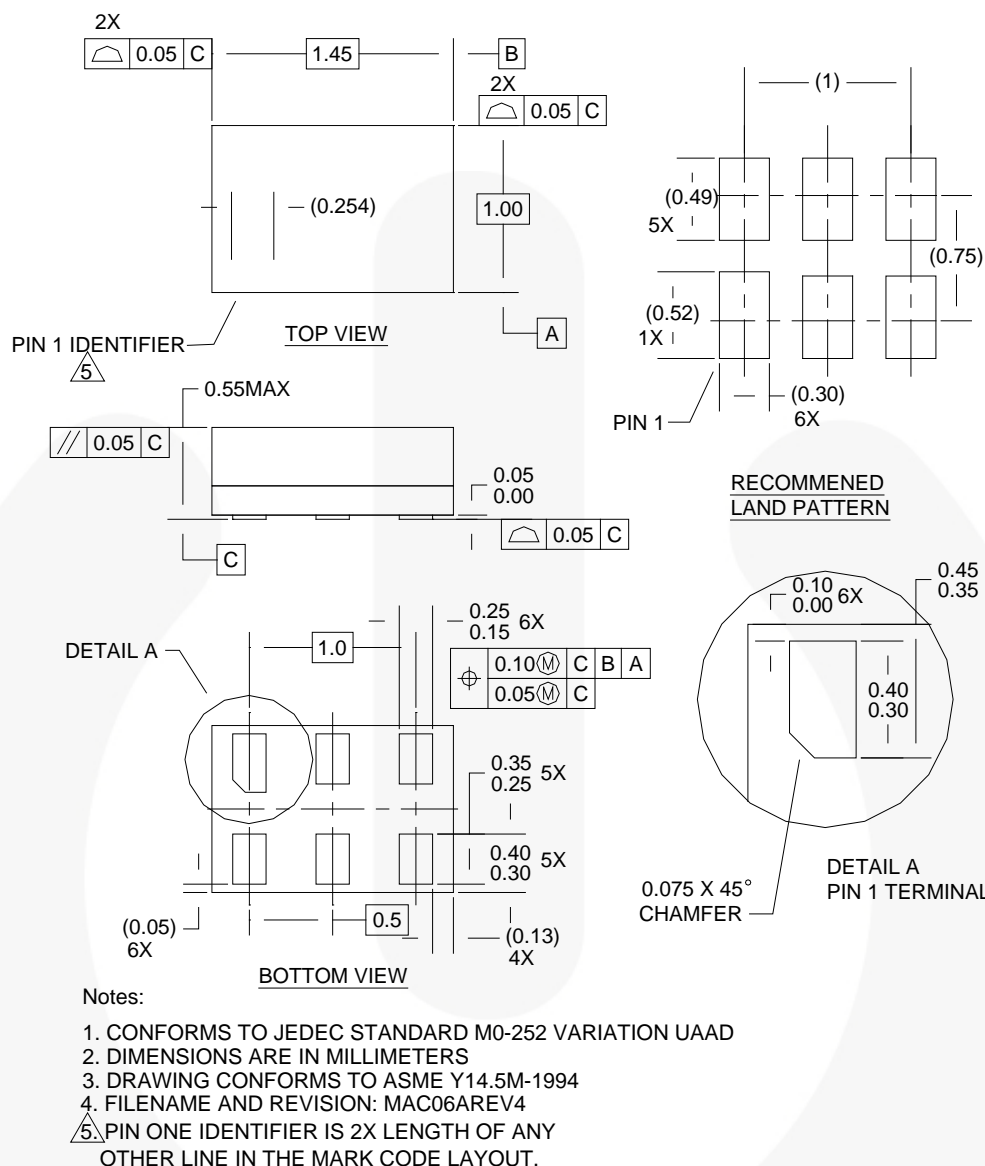 2X
0.05 C
1.45
B
2X
0.05 C
(0.254)
1.00
PIN 1 IDENTIFIER
5
TOP VIEW
A
(1)
(0.49)
5X
(0.75)
(0.52)
1X
PIN 1
(0.30)
6X
RECOMMENED
LAND PATTERN
0.55MAX
// 0.05 C
0.05
0.00
0.05 C
C
DETAIL A
1.0
0.25
0.15 6X
0.10 Ⓜ C B A
0.05 Ⓜ C
0.35
0.25 5X
0.40
0.30 5X
(0.05)
6X
0.5
(0.13)
4X
BOTTOM VIEW
0.10
0.00 6X
0.45
0.35
0.40
0.30
0.075 X 45°
CHAMFER
DETAIL A
PIN 1 TERMINAL
Notes:
1. CONFORMS TO JEDEC STANDARD M0-252 VARIATION UAAD
2. DIMENSIONS ARE IN MILLIMETERS
3. DRAWING CONFORMS TO ASME Y14.5M-1994
4. FILENAME AND REVISION: MAC06AREV4
5. PIN ONE IDENTIFIER IS 2X LENGTH OF ANY
OTHER LINE IN THE MARK CODE LAYOUT.